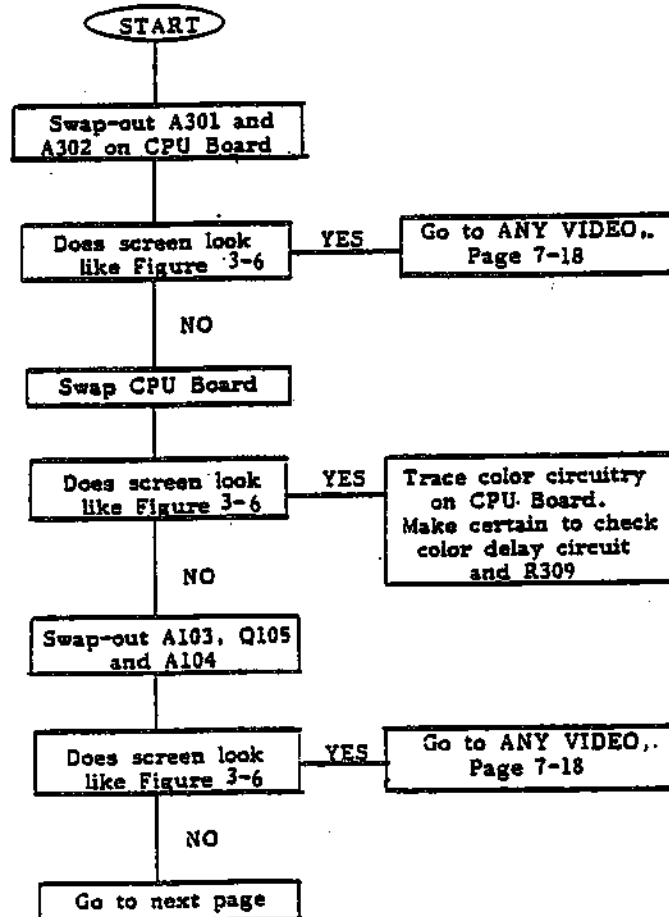 START
Swap-out A301 and
A302 on CPU Board
Does screen look
like Figure 3-6
YES
Go to ANY VIDEO,.
Page 7-18
NO
Swap CPU Board
Does screen look
like Figure 3-6
YES
Trace color circuitry
on CPU Board.
Make certain to check
color delay circuit
and R309
NO
Swap-out A103, Q105
and A104
Does screen look
like Figure 3-6
YES
Go to ANY VIDEO,.
Page 7-18
NO
Go to next page